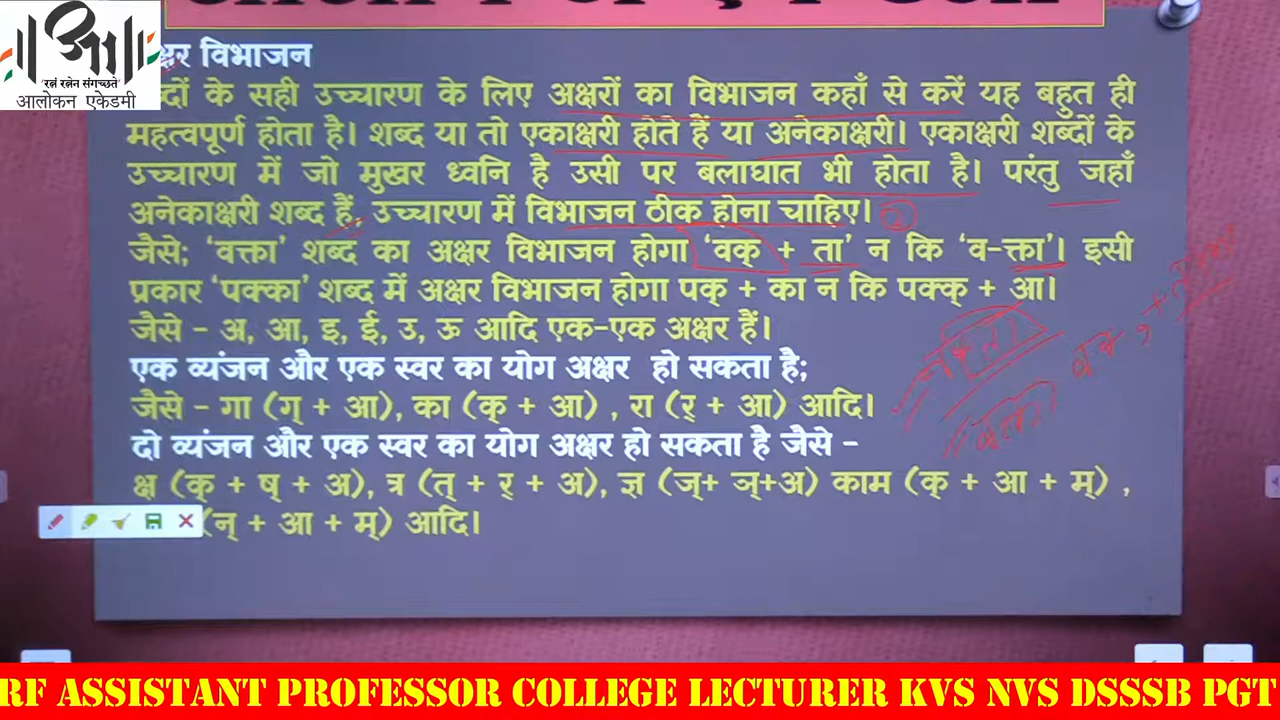 'रत्नं रत्नेन संगच्छते'
आलोकन एकेडमी
क्षर विभाजन
ब्दों के सही उच्चारण के लिए अक्षरों का विभाजन कहाँ से करें यह बहुत ही
महत्वपूर्ण होता है। शब्द या तो एकाक्षरी होते हैं या अनेकाक्षरी। एकाक्षरी शब्दों के
उच्चारण में जो मुखर ध्वनि है उसी पर बलाघात भी होता है। परंतु जहाँ
अनेकाक्षरी शब्द हैं, उच्चारण में विभाजन ठीक होना चाहिए।
जैसे; 'वक्ता' शब्द का अक्षर विभाजन होगा 'वक् + ता' न कि 'व-क्ता'। इसी
प्रकार 'पक्का' शब्द में अक्षर विभाजन होगा पक् + का न कि पक्क् + आ।
जैसे - अ, आ, इ, ई, उ, ऊ आदि एक-एक अक्षर हैं।
एक व्यंजन और एक स्वर का योग अक्षर हो सकता है;
जैसे - गा (ग् + आ), का (क् + आ) , रा (र् + आ) आदि।
दो व्यंजन और एक स्वर का योग अक्षर हो सकता है जैसे -
क्ष (क् + ष् + अ), त्र (त् + र् + अ), ज्ञ (ज्+ ञ्+अ) काम (क् + आ + म्) ,
(न् + आ + म्) आदि।
RF ASSISTANT PROFESSOR COLLEGE LECTURER KVS NVS DSSSB PGT